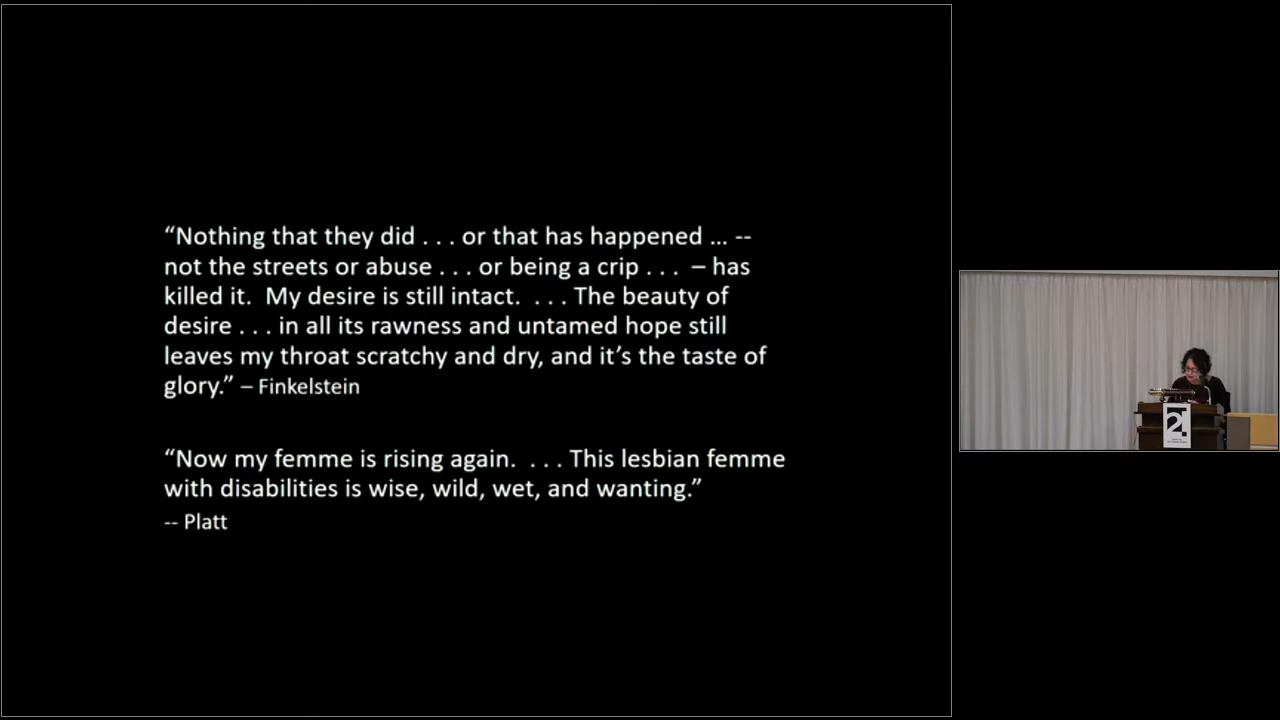 “Nothing that they did . . . or that has happened ... --
not the streets or abuse . . . or being a crip . . .  – has
killed it.  My desire is still intact.  . . . The beauty of
desire . . . in all its rawness and untamed hope still
leaves my throat scratchy and dry, and it’s the taste of
glory.” – Finkelstein
“Now my femme is rising again.  . . . This lesbian femme
with disabilities is wise, wild, wet, and wanting.”
-- Platt
2